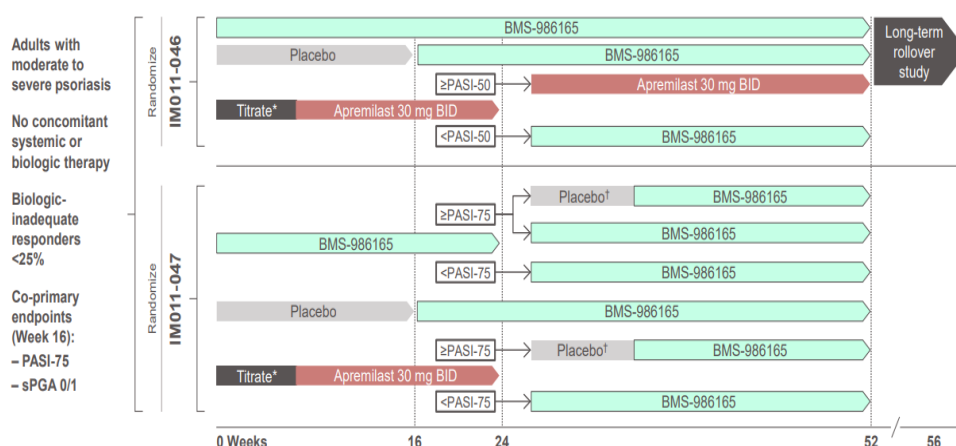 Adults with
moderate to
severe psoriasis
No concomitant
systemic or
biologic therapy
Biologic-
inadequate
responders
<25%
Co-primary
endpoints
(Week 16):
– PASI-75
– sPGA 0/1
Randomize
IM011-046
BMS-986165
Placebo
BMS-986165
≥PASI-50
Apremilast 30 mg BID
Titrate*
Apremilast 30 mg BID
<PASI-50
BMS-986165
Long-term
rollover
study
Randomize
IM011-047
≥PASI-75
Placebo†
BMS-986165
BMS-986165
BMS-986165
<PASI-75
BMS-986165
Placebo
BMS-986165
≥PASI-75
Placebo†
BMS-986165
Titrate*
Apremilast 30 mg BID
<PASI-75
BMS-986165
0 Weeks
16
24
52
56